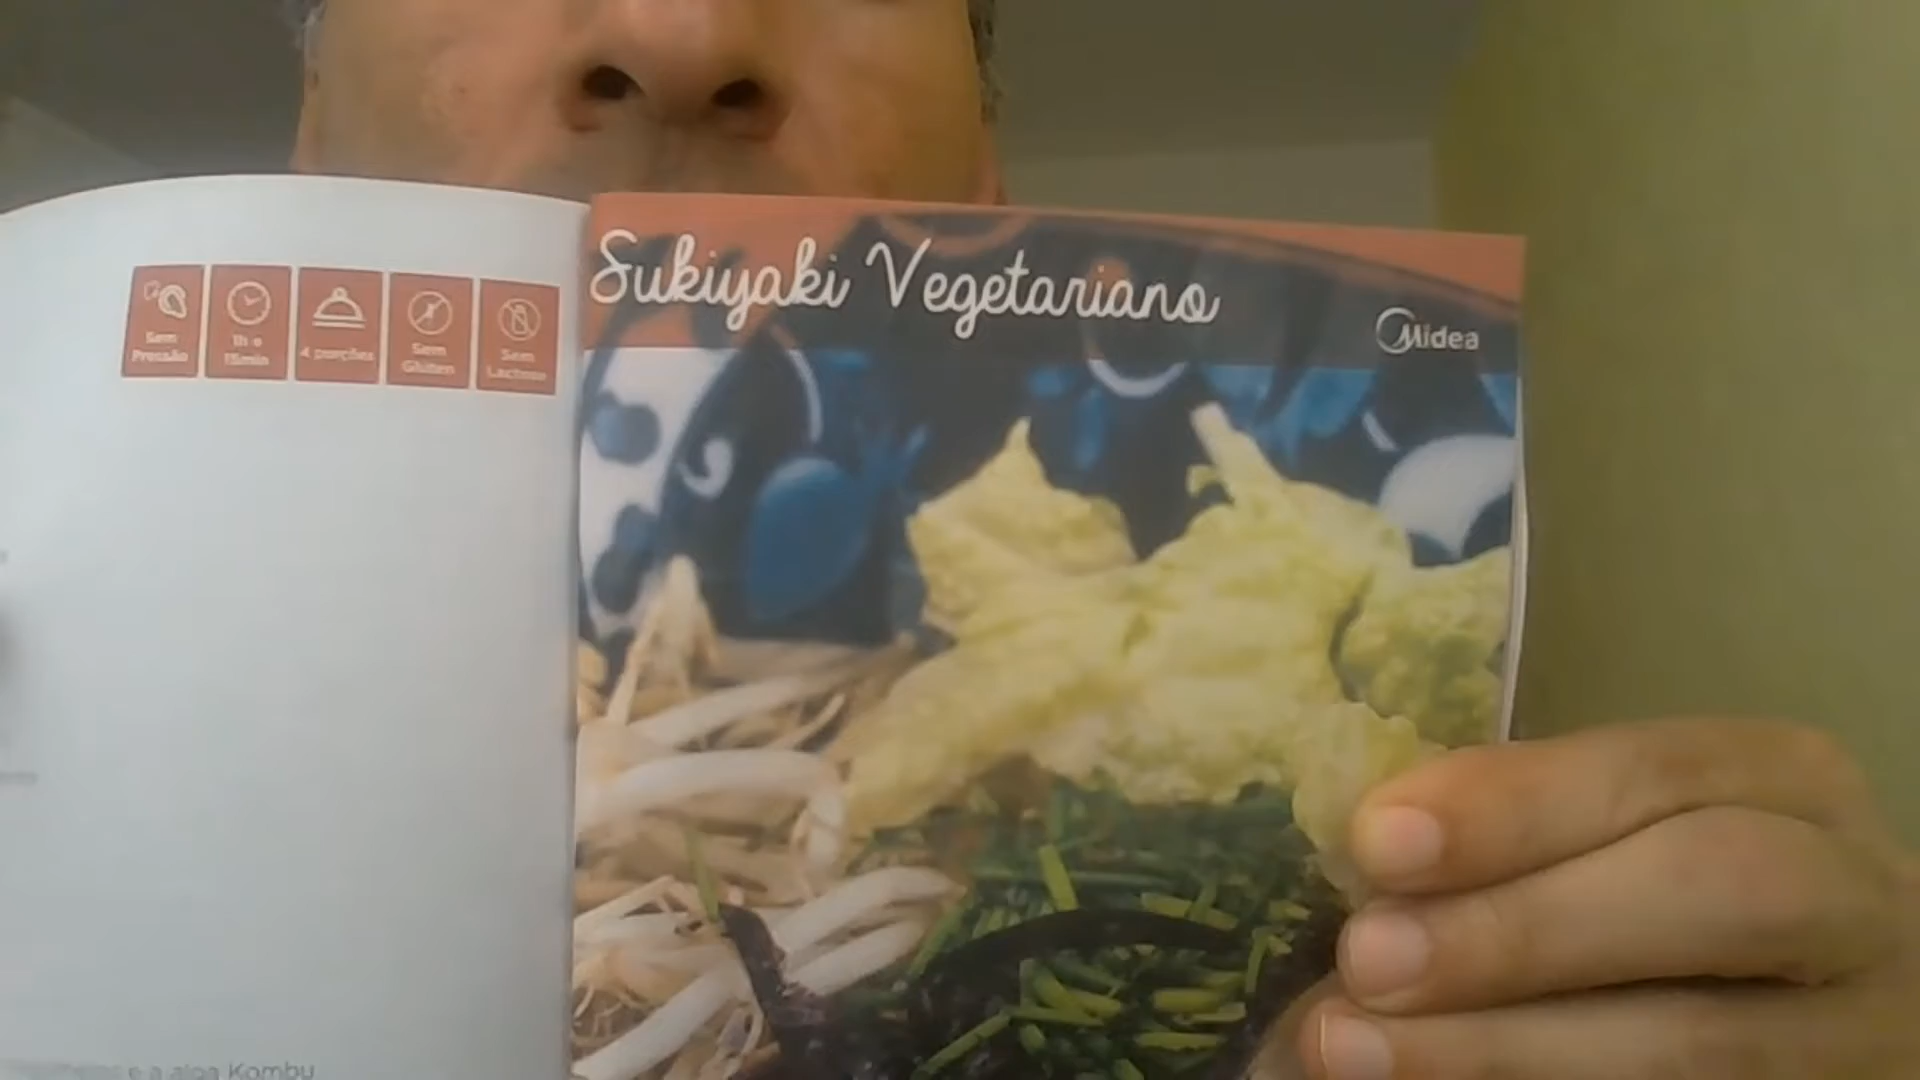 Sem
Pressão
1h e
15min
4 porções
Sem
Glúten
Sem
Lactose
e a alga Kombu
Sukiyaki Vegetariano
Midea